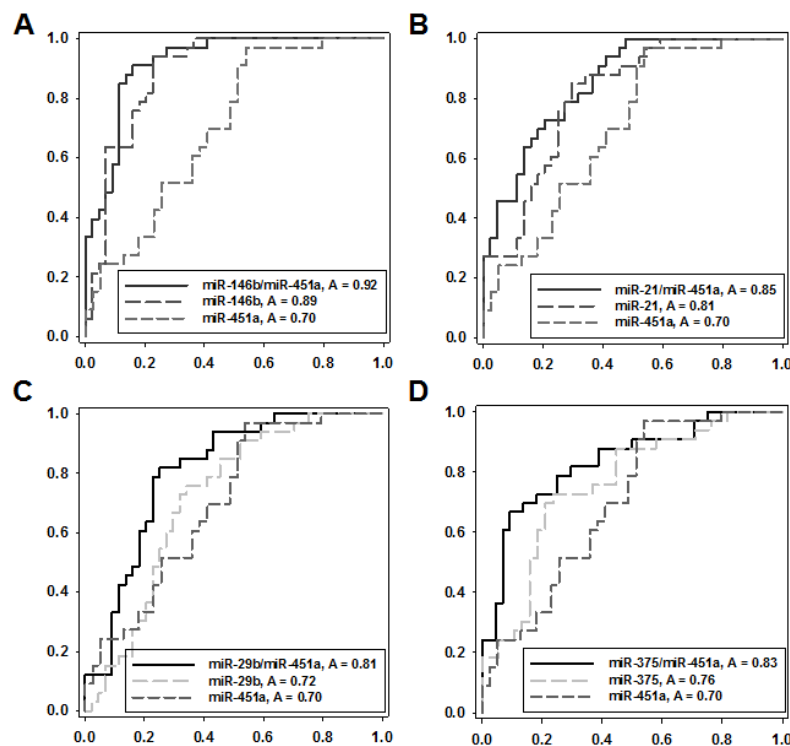 A
1.0
0.8
0.6
0.4
0.2
0.0
miR-146b/miR-451a, A = 0.92
miR-146b, A = 0.89
miR-451a, A = 0.70
0.0 0.2 0.4 0.6 0.8 1.0
B
1.0
0.8
0.6
0.4
0.2
0.0
miR-21/miR-451a, A = 0.85
miR-21, A = 0.81
miR-451a, A = 0.70
0.0 0.2 0.4 0.6 0.8 1.0
C
1.0
0.8
0.6
0.4
0.2
0.0
miR-29b/miR-451a, A = 0.81
miR-29b, A = 0.72
miR-451a, A = 0.70
0.0 0.2 0.4 0.6 0.8 1.0
D
1.0
0.8
0.6
0.4
0.2
0.0
miR-375/miR-451a, A = 0.83
miR-375, A = 0.76
miR-451a, A = 0.70
0.0 0.2 0.4 0.6 0.8 1.0